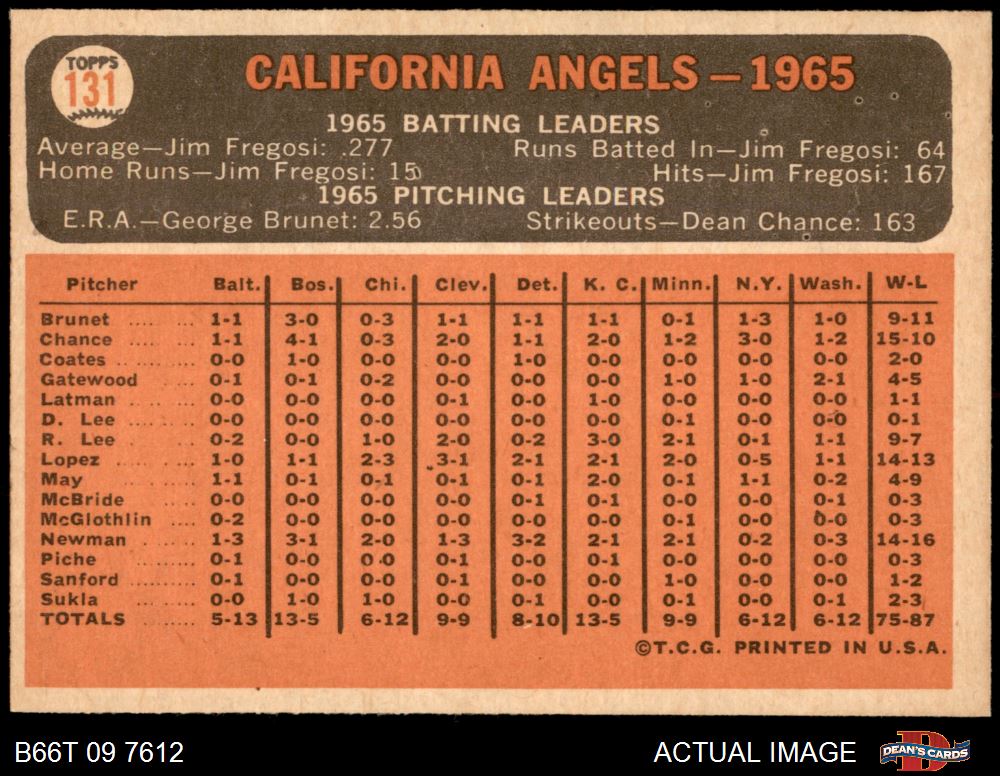 TOPPS
131
CALIFORNIA ANGELS — 1965
1965 BATTING LEADERS
Average—Jim Fregosi: .277 Runs Batted In—Jim Fregosi: 64
Home Runs—Jim Fregosi: 15 Hits—Jim Fregosi: 167
1965 PITCHING LEADERS
E.R.A.—George Brunet: 2.56 Strikeouts—Dean Chance: 163
Pitcher Balt. Bos. Chi. Clev. Det. K. C. Minn. N.Y. Wash. W-L
Brunet .... ... 1-1 3-0 0-3 1-1 1-1 1-1 0-1 1-3 1-0 9-11
Chance .... ... 1-1 4-1 0-3 2-0 1-1 2-0 1-2 3-0 1-2 15-10
Coates ...... ... 0-0 1-0 0-0 0-0 1-0 0-0 0-0 0-0 0-0 2-0
Gatewood ... 0-1 0-1 0-2 0-0 0-0 0-0 1-0 1-0 2-1 4-5
Latman .... ... 0-0 0-0 0-0 0-1 0-0 1-0 0-0 0-0 0-0 1-1
D. Lee .... ... 0-0 0-0 0-0 0-0 0-0 0-0 0-1 0-0 0-0 0-1
R. Lee .... ... 0-2 0-0 1-0 2-0 0-2 3-0 2-1 0-1 1-1 9-7
Lopez ...... ... 1-0 1-1 2-3 3-1 2-1 2-1 2-0 0-5 1-1 14-13
May ...... .... 1-1 0-1 0-1 0-1 0-1 2-0 0-1 1-1 0-2 4-9
McBride .... 0-0 0-0 0-0 0-0 0-1 0-1 0-0 0-0 0-1 0-3
McGlothlin .... 0-2 0-0 0-0 0-0 0-0 0-0 0-1 0-0 0-0 0-3
Newman .... 1-3 3-1 2-0 1-3 3-2 2-1 2-1 0-2 0-3 14-16
Piche ...... .... 0-1 0-0 0-0 0-1 0-0 0-1 0-0 0-0 0-0 0-3
Sanford ......... 0-1 0-0 0-0 0-1 0-0 0-0 1-0 0-0 0-0 1-2
Sukla ......... 0-0 1-0 1-0 0-0 0-1 0-0 0-1 0-0 0-1 2-3
TOTALS ........ 5-13 13-5 6-12 9-9 8-10 13-5 9-9 6-12 6-12 75-87
©T.C.G. PRINTED IN U.S.A.
B66T 09 7612 ACTUAL IMAGE DEAN'S CARDS